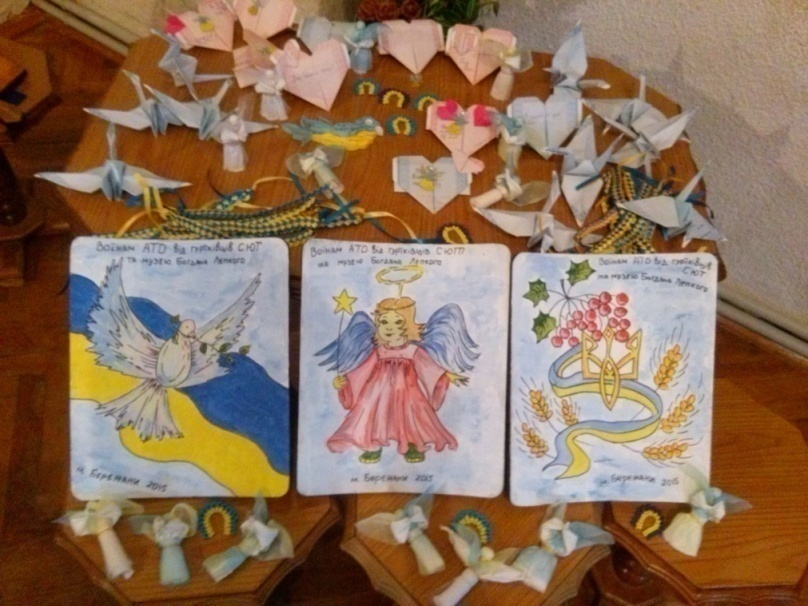 Воїнам АТО від гуртківців СЮТ
та музею Богдана Лепкого
м. Бережани 2015
Воїнам АТО від гуртківців СЮТ
та музею Богдана Лепкого
м. Бережани 2015
Воїнам АТО від гуртківців
СЮТ
та музею Богдана Лепкого
м. Бережани 2015